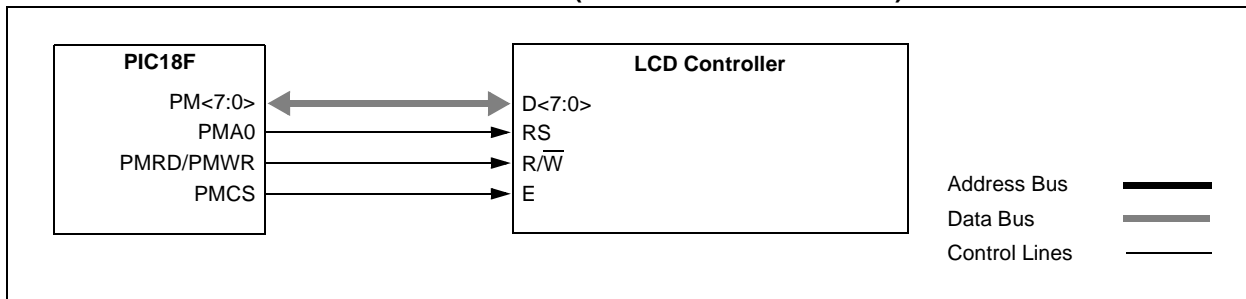 PIC18F
LCD Controller
PM<7:0>
D<7:0>
PMA0
RS
PMRD/PMWR
R/W̅
PMCS
E
Address Bus
Data Bus
Control Lines